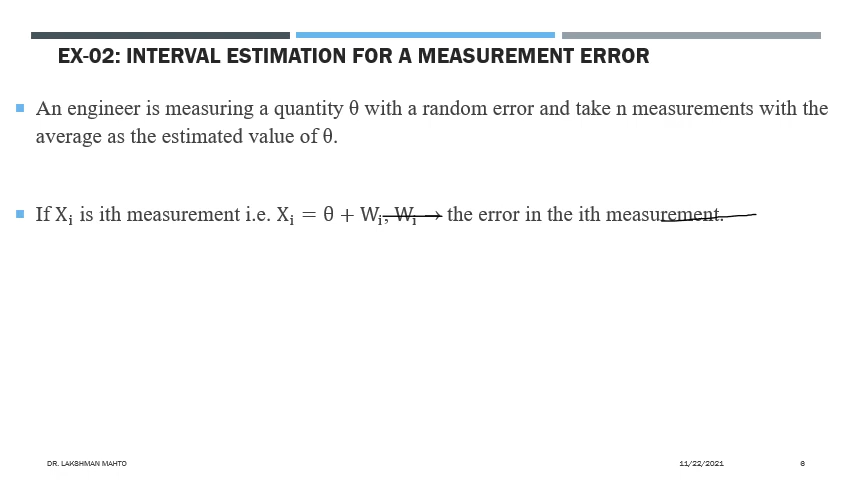 EX-02: INTERVAL ESTIMATION FOR A MEASUREMENT ERROR
An engineer is measuring a quantity θ with a random error and take n measurements with the
average as the estimated value of θ.
If Xᵢ is ith measurement i.e. Xᵢ = θ + Wᵢ, Wᵢ → the error in the ith measurement.
DR. LAKSHMAN MAHTO
11/22/2021
6